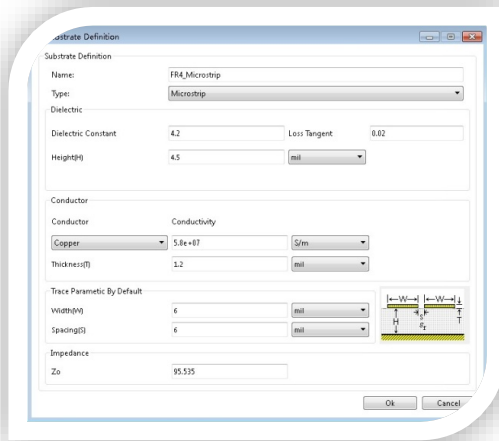 Substrate Definition
Substrate Definition
Name: FR4_Microstrip
Type: Microstrip
Dielectric
Dielectric Constant 4.2 Loss Tangent 0.02
Height(H) 4.5 mil
Conductor
Conductor Conductivity
Copper 5.8e+07 S/m
Thickness(T) 1.2 mil
Trace Parametic By Default
Width(W) 6 mil
Spacing(S) 6 mil
W W
H S T
εr
Impedance
Zo 95.535
Ok Cancel